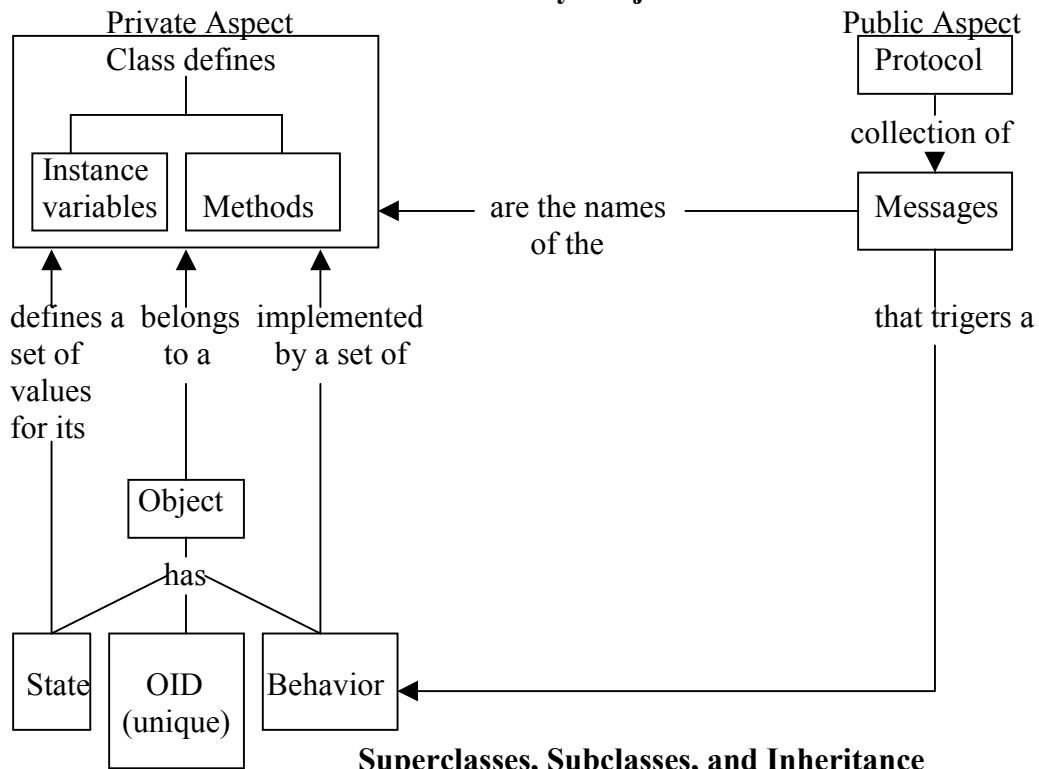 Private Aspect
Class defines
Instance
variables
Methods
Public Aspect
Protocol
collection of
Messages
are the names
of the
defines a
set of
values
for its
belongs
to a
implemented
by a set of
that trigers a
Object
has
State
OID
(unique)
Behavior
Superclasses, Subclasses, and Inheritance